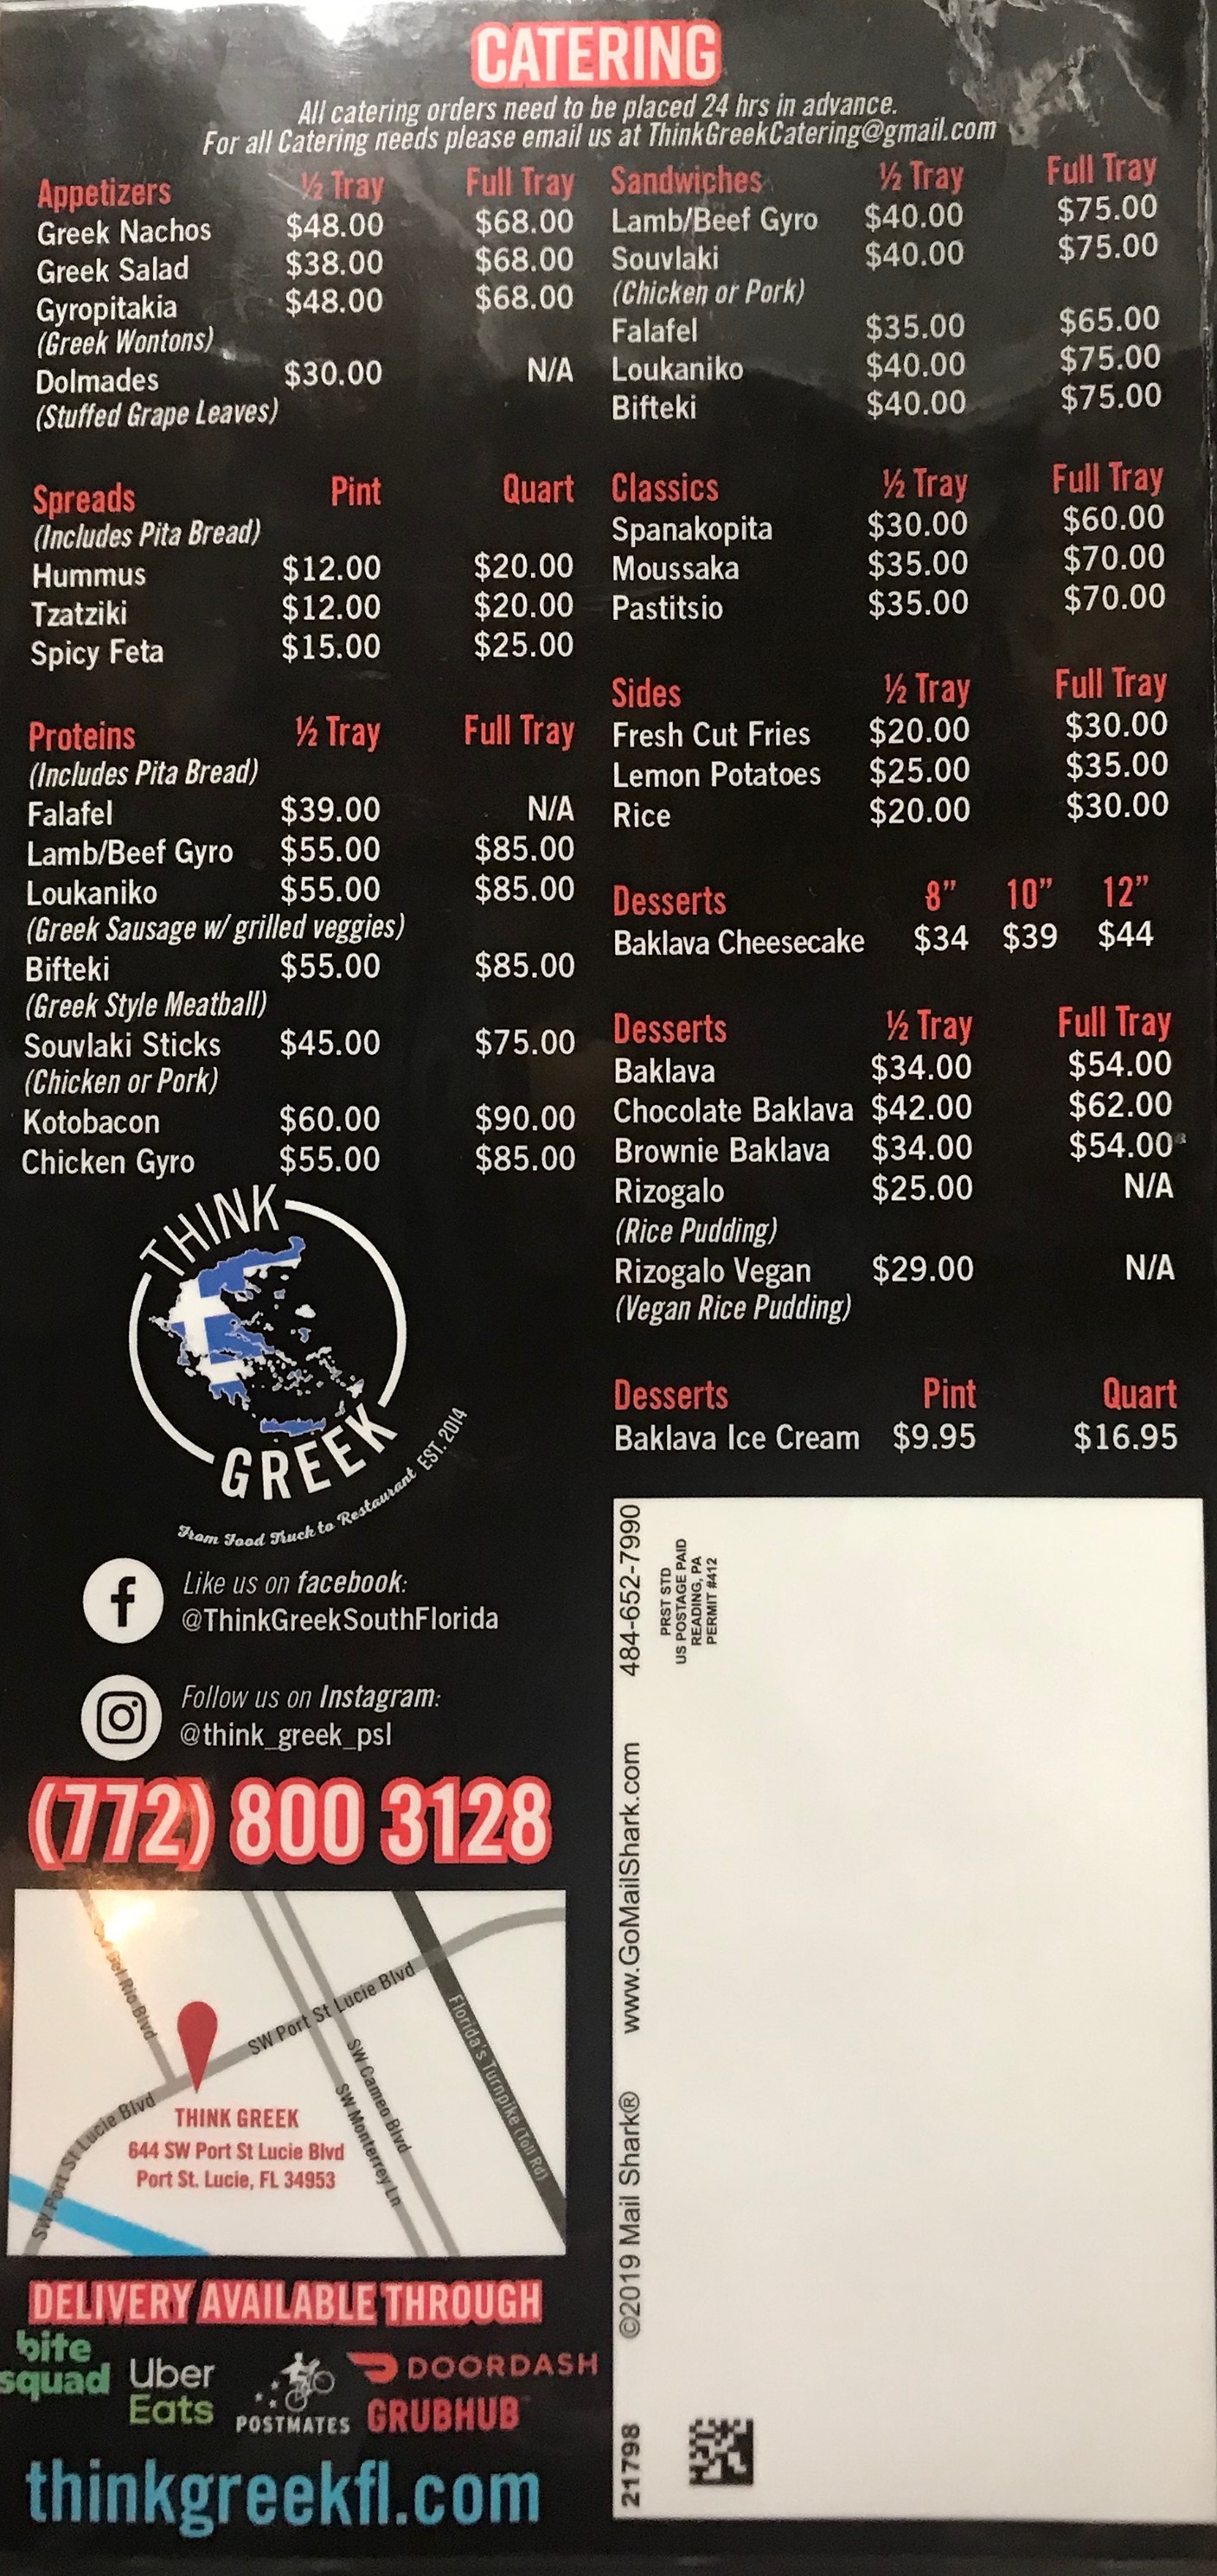 CATERING
All catering orders need to be placed 24 hrs in advance.
For all Catering needs please email us at ThinkGreekCatering@gmail.com
Appetizers ½ Tray Full Tray
Greek Nachos $48.00 $68.00
Greek Salad $38.00 $68.00
Gyropitakia $48.00 $68.00
(Greek Wontons)
Dolmades $30.00 N/A
(Stuffed Grape Leaves)
Spreads Pint Quart
(Includes Pita Bread)
Hummus $12.00 $20.00
Tzatziki $12.00 $20.00
Spicy Feta $15.00 $25.00
Proteins ½ Tray Full Tray
(Includes Pita Bread)
Falafel $39.00 N/A
Lamb/Beef Gyro $55.00 $85.00
Loukaniko $55.00 $85.00
(Greek Sausage w/ grilled veggies)
Bifteki $55.00 $85.00
(Greek Style Meatball)
Souvlaki Sticks $45.00 $75.00
(Chicken or Pork)
Kotobacon $60.00 $90.00
Chicken Gyro $55.00 $85.00
Sandwiches ½ Tray Full Tray
Lamb/Beef Gyro $40.00 $75.00
Souvlaki $40.00 $75.00
(Chicken or Pork)
Falafel $35.00 $65.00
Loukaniko $40.00 $75.00
Bifteki $40.00 $75.00
Classics ½ Tray Full Tray
Spanakopita $30.00 $60.00
Moussaka $35.00 $70.00
Pastitsio $35.00 $70.00
Sides ½ Tray Full Tray
Fresh Cut Fries $20.00 $30.00
Lemon Potatoes $25.00 $35.00
Rice $20.00 $30.00
Desserts 8” 10” 12”
Baklava Cheesecake $34 $39 $44
Desserts ½ Tray Full Tray
Baklava $34.00 $54.00
Chocolate Baklava $42.00 $62.00
Brownie Baklava $34.00 $54.00
Rizogalo $25.00 N/A
(Rice Pudding)
Rizogalo Vegan $29.00 N/A
(Vegan Rice Pudding)
Desserts Pint Quart
Baklava Ice Cream $9.95 $16.95
THINK
GREEK
From Food Truck to Restaurant EST. 2014
Like us on facebook:
@ThinkGreekSouthFlorida
Follow us on Instagram:
@think_greek_psl
(772) 800 3128
SW Del Rio Blvd
SW Port St Lucie Blvd
SW Port St Lucie Blvd
SW Cameo Blvd
SW Monterrey Ln
Florida's Turnpike (Toll Rd)
THINK GREEK
644 SW Port St Lucie Blvd
Port St. Lucie, FL 34953
DELIVERY AVAILABLE THROUGH
bite
squad
Uber
Eats
POSTMATES
DOORDASH
GRUBHUB
thinkgreekfl.com
21798 ©2019 Mail Shark® www.GoMailShark.com 484-652-7990
PRST STD
US POSTAGE PAID
READING, PA
PERMIT #412